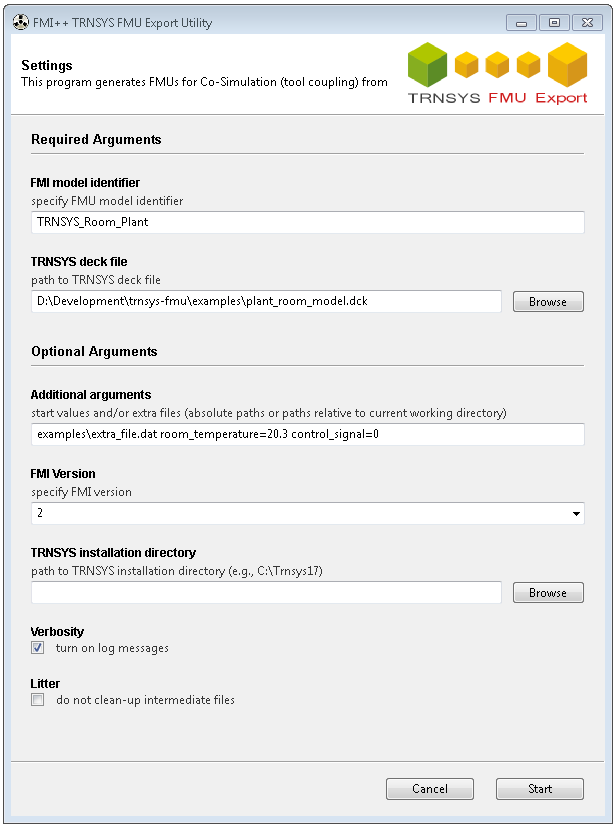 FMI++ TRNSYS FMU Export Utility
Settings
This program generates FMUs for Co-Simulation (tool coupling) from
TRNSYS FMU Export
Required Arguments
FMI model identifier
specify FMU model identifier
TRNSYS_Room_Plant
TRNSYS deck file
path to TRNSYS deck file
D:\Development\trnsys-fmu\examples\plant_room_model.dck
Browse
Optional Arguments
Additional arguments
start values and/or extra files (absolute paths or paths relative to current working directory)
examples\extra_file.dat room_temperature=20.3 control_signal=0
FMI Version
specify FMI version
2
TRNSYS installation directory
path to TRNSYS installation directory (e.g., C:\Trnsys17)
Browse
Verbosity
turn on log messages
Litter
do not clean-up intermediate files
Cancel
Start